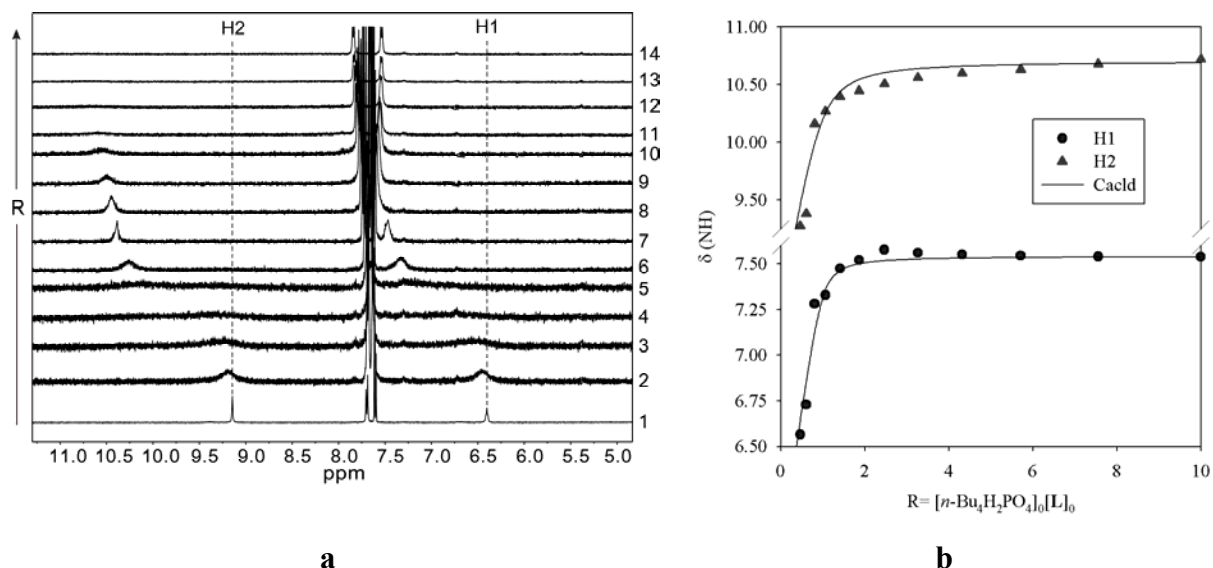 H2 H1
14
13
12
11
10
9
8
7
6
5
4
3
2
1
R
11.0 10.5 10.0 9.5 9.0 8.5 8.0 7.5 7.0 6.5 6.0 5.5 5.0
ppm
a
11.00
10.50
10.00
9.50
7.50
7.25
7.00
6.75
6.50
δ (NH)
H1
H2
Cacld
0 2 4 6 8 10
R= [n-Bu₄H₂PO₄]₀[L]₀
b